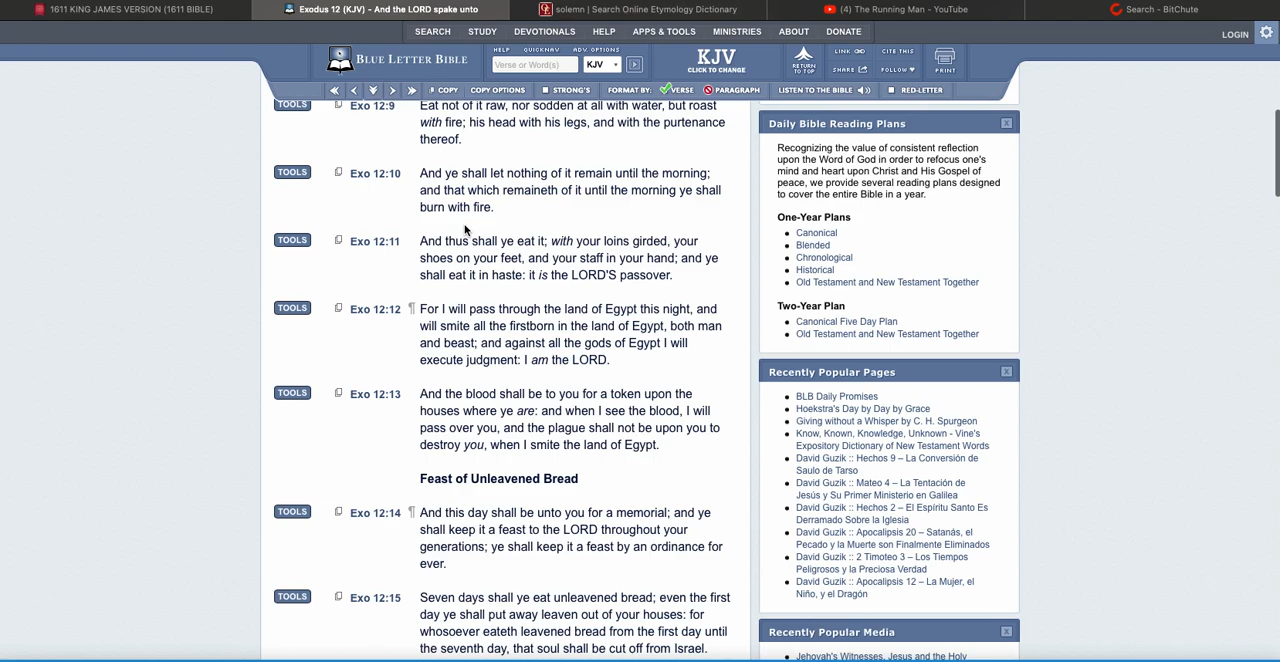 1611 KING JAMES VERSION (1611 BIBLE)
Exodus 12 (KJV) - And the LORD spake unto
solemn | Search Online Etymology Dictionary
(4) The Running Man - YouTube
Search - BitChute
SEARCH STUDY DEVOTIONALS HELP APPS & TOOLS MINISTRIES ABOUT DONATE
LOGIN
BLUE LETTER BIBLE
HELP QUICKNAV ADV. OPTIONS
Verse or Word(s) KJV
KJV
CLICK TO CHANGE
RETURN
TO TOP
LINK CITE THIS
SHARE FOLLOW
PRINT
COPY COPY OPTIONS STRONG'S FORMAT BY: VERSE PARAGRAPH LISTEN TO THE BIBLE RED-LETTER
TOOLS Exo 12:9 Eat not of it raw, nor sodden at all with water, but roast
with fire; his head with his legs, and with the purtenance
thereof.
TOOLS Exo 12:10 And ye shall let nothing of it remain until the morning;
and that which remaineth of it until the morning ye shall
burn with fire.
TOOLS Exo 12:11 And thus shall ye eat it; with your loins girded, your
shoes on your feet, and your staff in your hand; and ye
shall eat it in haste: it is the LORD'S passover.
TOOLS Exo 12:12 ¶ For I will pass through the land of Egypt this night, and
will smite all the firstborn in the land of Egypt, both man
and beast; and against all the gods of Egypt I will
execute judgment: I am the LORD.
TOOLS Exo 12:13 And the blood shall be to you for a token upon the
houses where ye are: and when I see the blood, I will
pass over you, and the plague shall not be upon you to
destroy you, when I smite the land of Egypt.
Feast of Unleavened Bread
TOOLS Exo 12:14 ¶ And this day shall be unto you for a memorial; and ye
shall keep it a feast to the LORD throughout your
generations; ye shall keep it a feast by an ordinance for
ever.
TOOLS Exo 12:15 Seven days shall ye eat unleavened bread; even the first
day ye shall put away leaven out of your houses: for
whosoever eateth leavened bread from the first day until
the seventh day, that soul shall be cut off from Israel.
Daily Bible Reading Plans
Recognizing the value of consistent reflection
upon the Word of God in order to refocus one's
mind and heart upon Christ and His Gospel of
peace, we provide several reading plans designed
to cover the entire Bible in a year.
One-Year Plans
Canonical
Blended
Chronological
Historical
Old Testament and New Testament Together
Two-Year Plan
Canonical Five Day Plan
Old Testament and New Testament Together
Recently Popular Pages
BLB Daily Promises
Hoekstra's Day by Day by Grace
Giving without a Whisper by C. H. Spurgeon
Know, Known, Knowledge, Unknown - Vine's
Expository Dictionary of New Testament Words
David Guzik :: Hechos 9 – La Conversión de
Saulo de Tarso
David Guzik :: Mateo 4 – La Tentación de
Jesús y Su Primer Ministerio en Galilea
David Guzik :: Hechos 2 – El Espíritu Santo Es
Derramado Sobre la Iglesia
David Guzik :: Apocalipsis 20 – Satanás, el
Pecado y la Muerte son Finalmente Eliminados
David Guzik :: 2 Timoteo 3 – Los Tiempos
Peligrosos y la Preciosa Verdad
David Guzik :: Apocalipsis 12 – La Mujer, el
Niño, y el Dragón
Recently Popular Media
Jehovah's Witnesses, Jesus and the Holy